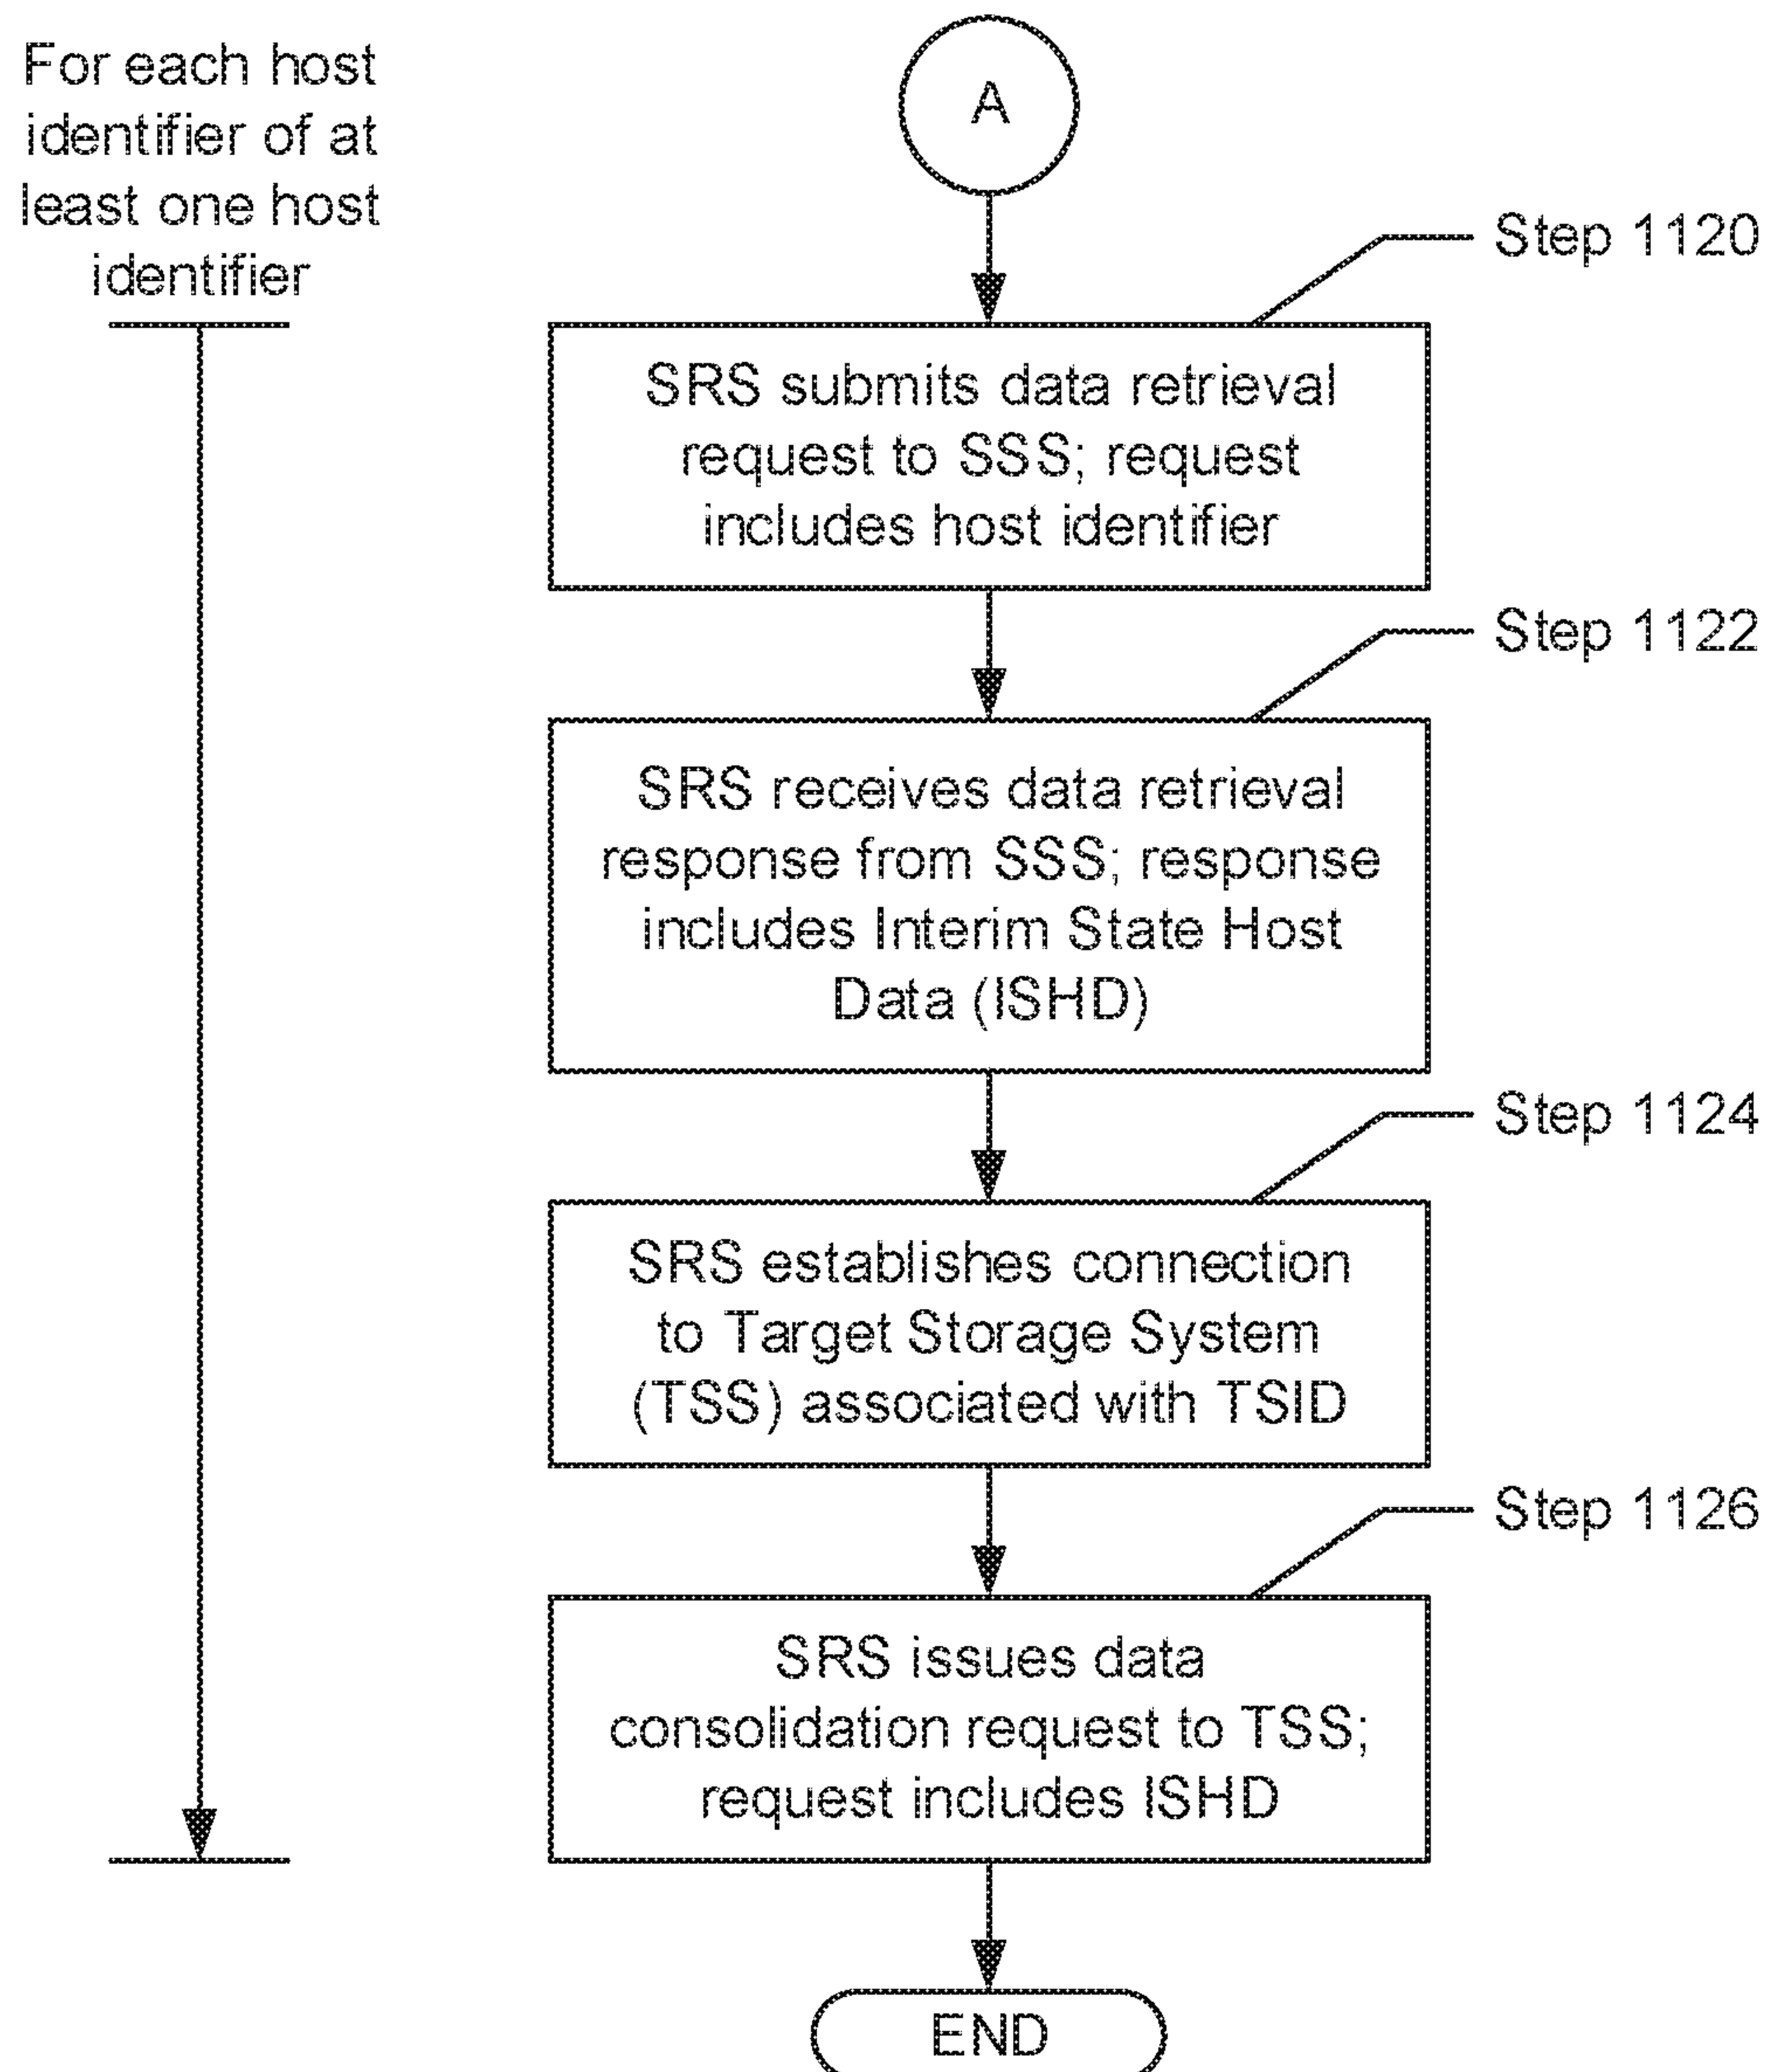 For each host
identifier of at
least one host
identifier
A
Step 1120
SRS submits data retrieval
request to SSS; request
includes host identifier
Step 1122
SRS receives data retrieval
response from SSS; response
includes Interim State Host
Data (ISHD)
Step 1124
SRS establishes connection
to Target Storage System
(TSS) associated with TSID
Step 1126
SRS issues data
consolidation request to TSS;
request includes ISHD
END